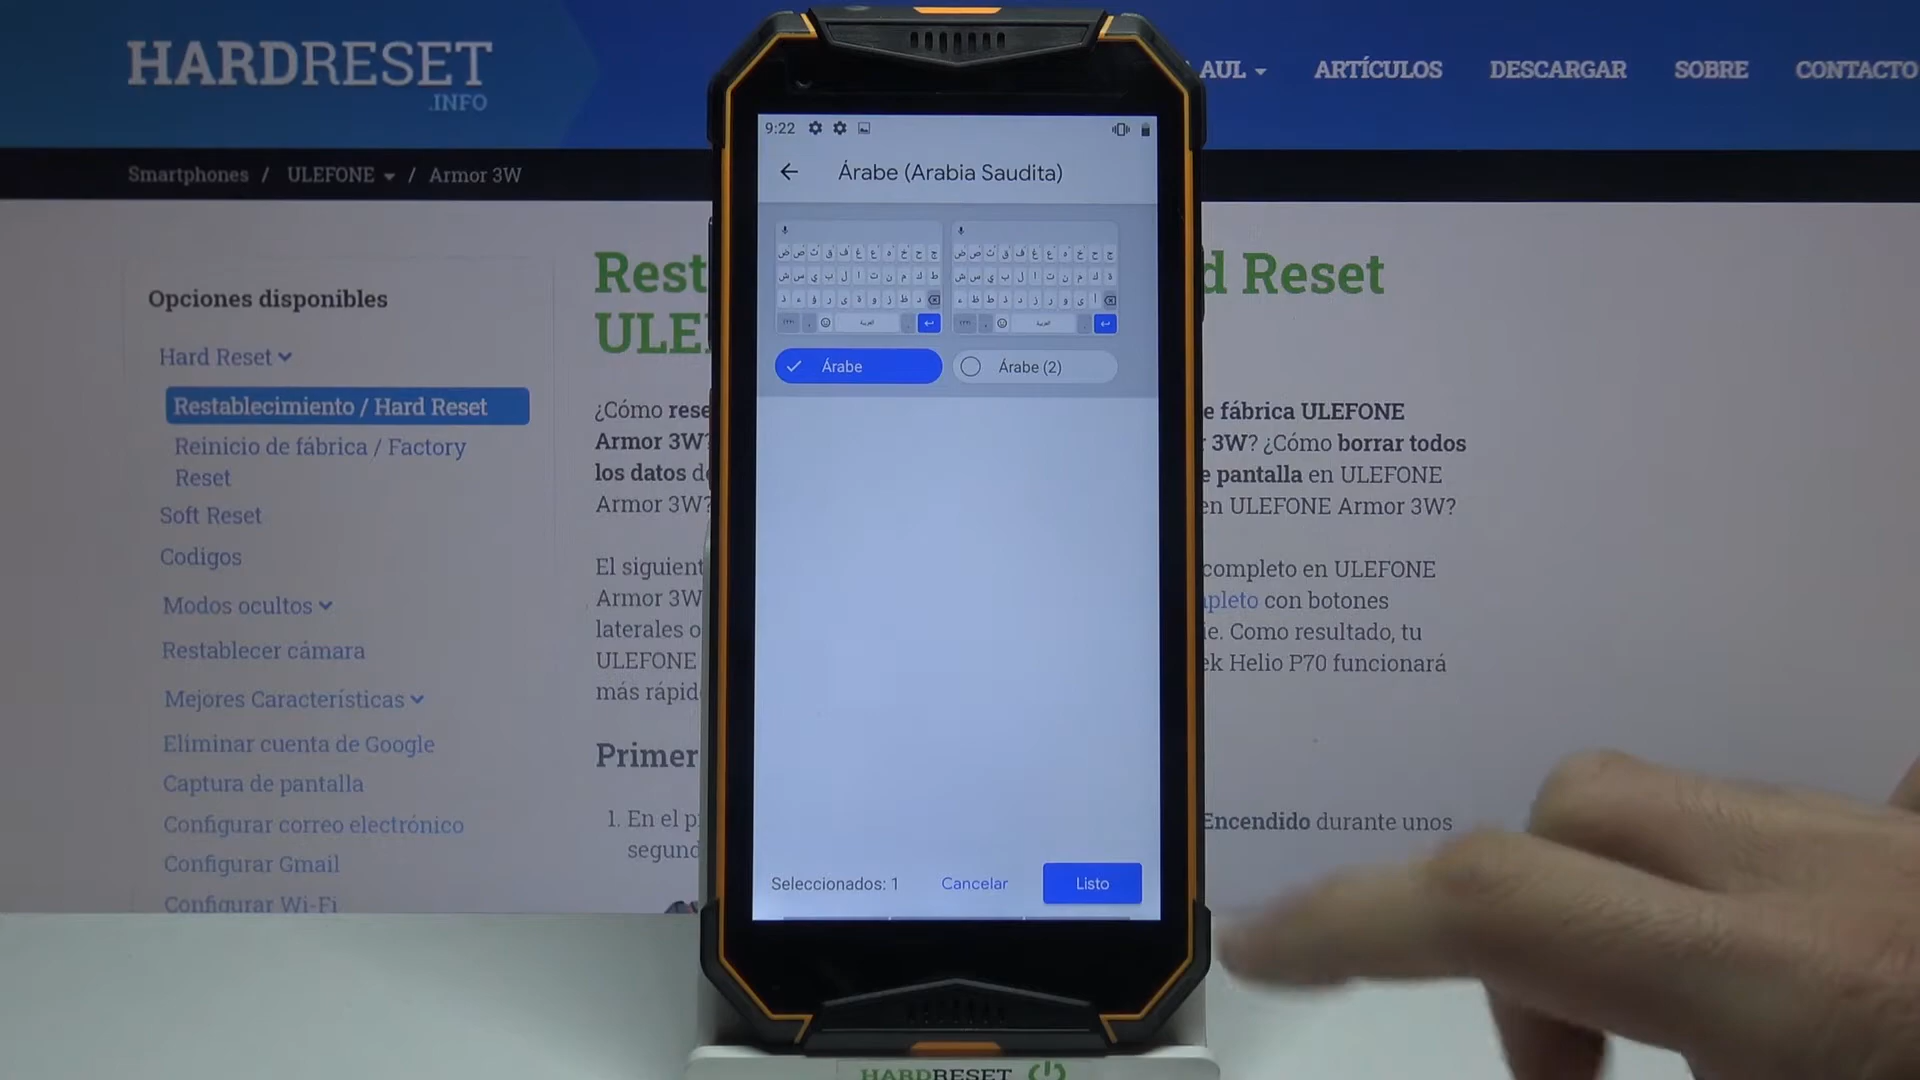 HARDRESET
.INFO
AUL
ARTÍCULOS
DESCARGAR
SOBRE
CONTACTO
Smartphones / ULEFONE / Armor 3W
Opciones disponibles
Hard Reset
Restablecimiento / Hard Reset
Reinicio de fábrica / Factory
Reset
Soft Reset
Codigos
Modos ocultos
Restablecer cámara
Mejores Características
Eliminar cuenta de Google
Captura de pantalla
Configurar correo electrónico
Configurar Gmail
Configurar Wi-Fi
Rest
d Reset
ULE
¿Cómo rese
e fábrica ULEFONE
Armor 3W?
3W? ¿Cómo borrar todos
los datos d
e pantalla en ULEFONE
Armor 3W?
en ULEFONE Armor 3W?
El siguient
completo en ULEFONE
Armor 3W
pleto con botones
laterales o
ie. Como resultado, tu
ULEFONE
ek Helio P70 funcionará
más rápid
Primer
1. En el p
Encendido durante unos
segund
9:22
Árabe (Arabia Saudita)
ض ص ث ق ف غ ع ه خ ح ج
ش س ي ب ل ا ت ن م ك ط
ذ ء ؤ ر ى ة و ز ظ د
العربية
ض ص ث ق ف غ ع ه خ ح ج
ش س ي ب ل ا ت ن م ك ة
ء ظ ط ذ د ز ر و ى
العربية
Árabe
Árabe (2)
Seleccionados: 1
Cancelar
Listo
HARDRESET